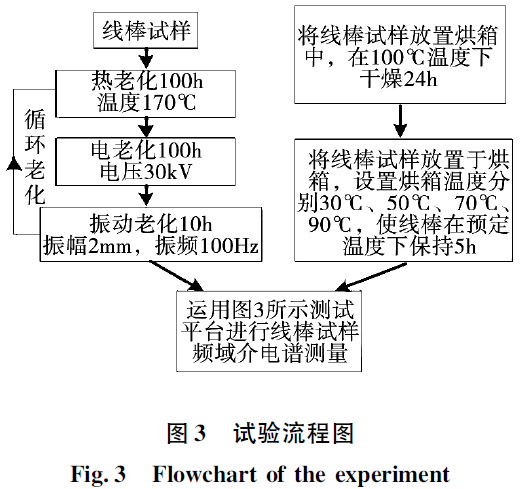 线棒试样
热老化100h
温度170℃
电老化100h
电压30kV
振动老化10h
振幅2mm，振频100Hz
循环老化
将线棒试样放置烘箱
中，在100℃温度下
干燥24h
将线棒试样放置于烘
箱，设置烘箱温度分
别30℃、50℃、70℃、
90℃，使线棒在预定
温度下保持5h
运用图3所示测试
平台进行线棒试样
频域介电谱测量
图3 试验流程图
Fig. 3 Flowchart of the experiment